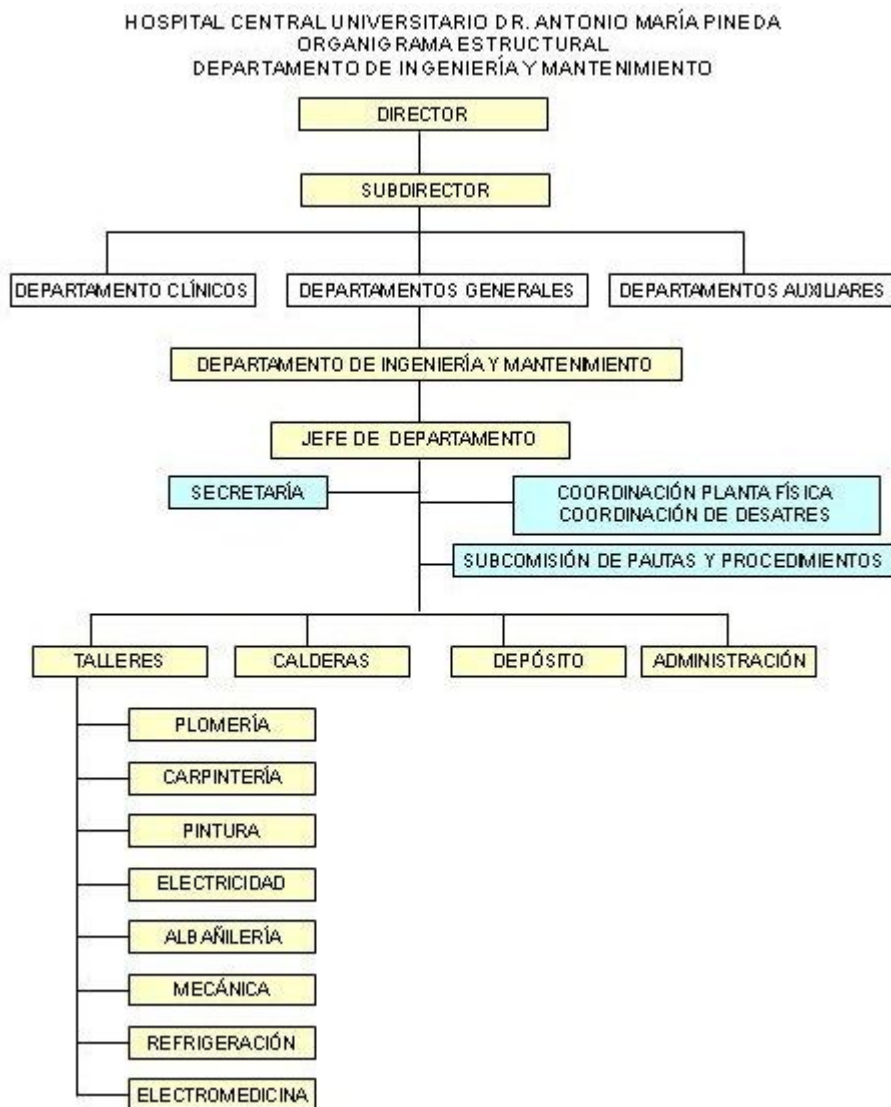 HOSPITAL CENTRAL UNIVERSITARIO DR. ANTONIO MARÍA PINEDA
ORGANIGRAMA ESTRUCTURAL
DEPARTAMENTO DE INGENIERÍA Y MANTENIMIENTO
DIRECTOR
SUBDIRECTOR
DEPARTAMENTO CLÍNICOS
DEPARTAMENTOS GENERALES
DEPARTAMENTOS AUXILIARES
DEPARTAMENTO DE INGENIERÍA Y MANTENIMIENTO
JEFE DE DEPARTAMENTO
SECRETARÍA
COORDINACIÓN PLANTA FÍSICA
COORDINACIÓN DE DESATRES
SUBCOMISIÓN DE PAUTAS Y PROCEDIMIENTOS
TALLERES
CALDERAS
DEPÓSITO
ADMINISTRACIÓN
PLOMERÍA
CARPINTERÍA
PINTURA
ELECTRICIDAD
ALBAÑILERÍA
MECÁNICA
REFRIGERACIÓN
ELECTROMEDICINA